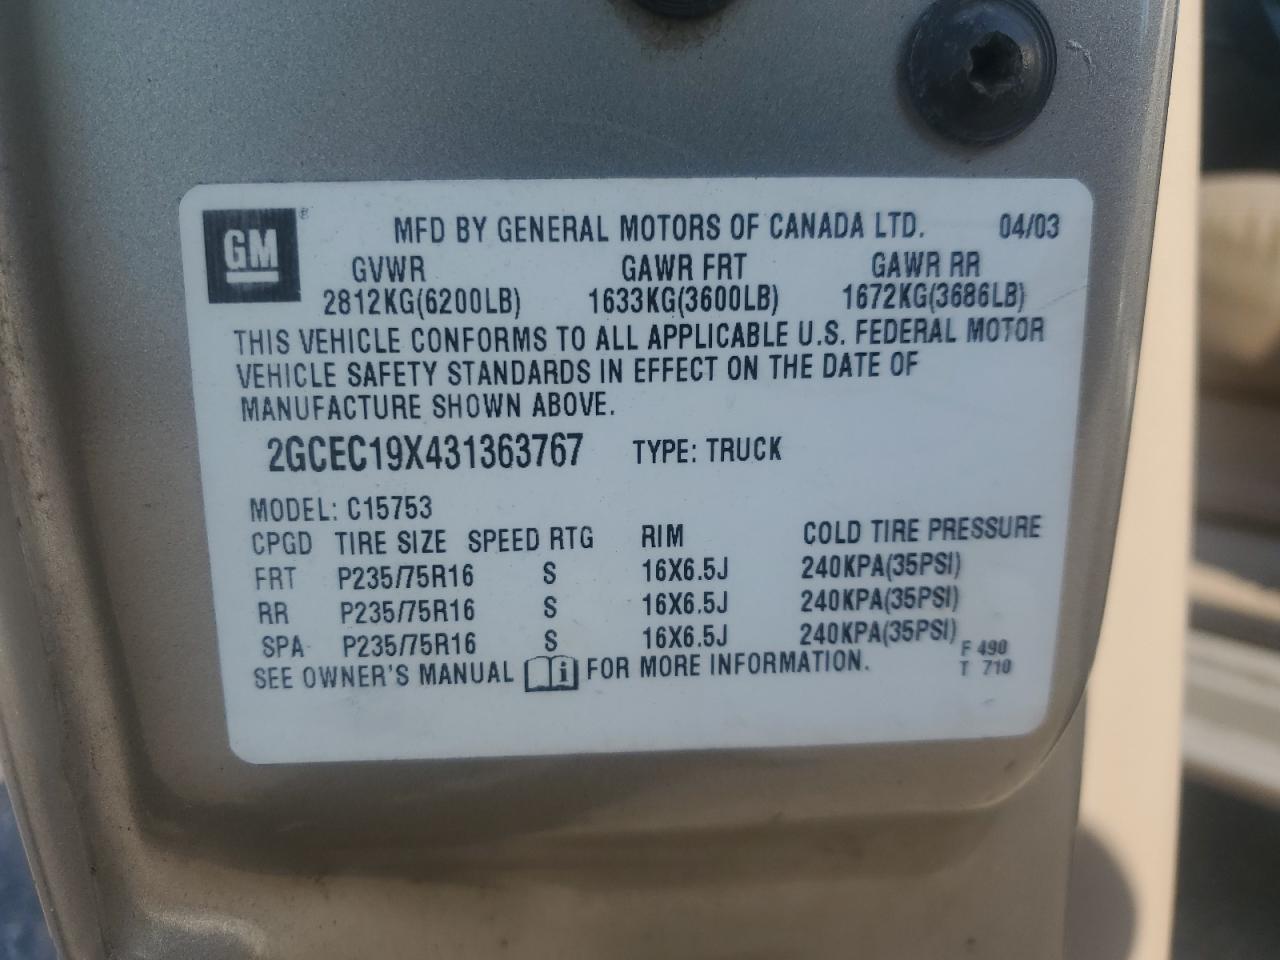 GM ®
MFD BY GENERAL MOTORS OF CANADA LTD. 04/03
GVWR GAWR FRT GAWR RR
2812KG(6200LB) 1633KG(3600LB) 1672KG(3686LB)
THIS VEHICLE CONFORMS TO ALL APPLICABLE U.S. FEDERAL MOTOR
VEHICLE SAFETY STANDARDS IN EFFECT ON THE DATE OF
MANUFACTURE SHOWN ABOVE.
2GCEC19X431363767 TYPE: TRUCK
MODEL: C15753
CPGD TIRE SIZE SPEED RTG RIM COLD TIRE PRESSURE
FRT P235/75R16 S 16X6.5J 240KPA(35PSI)
RR P235/75R16 S 16X6.5J 240KPA(35PSI)
SPA P235/75R16 S 16X6.5J 240KPA(35PSI)
SEE OWNER'S MANUAL i FOR MORE INFORMATION.
F 490
T 710